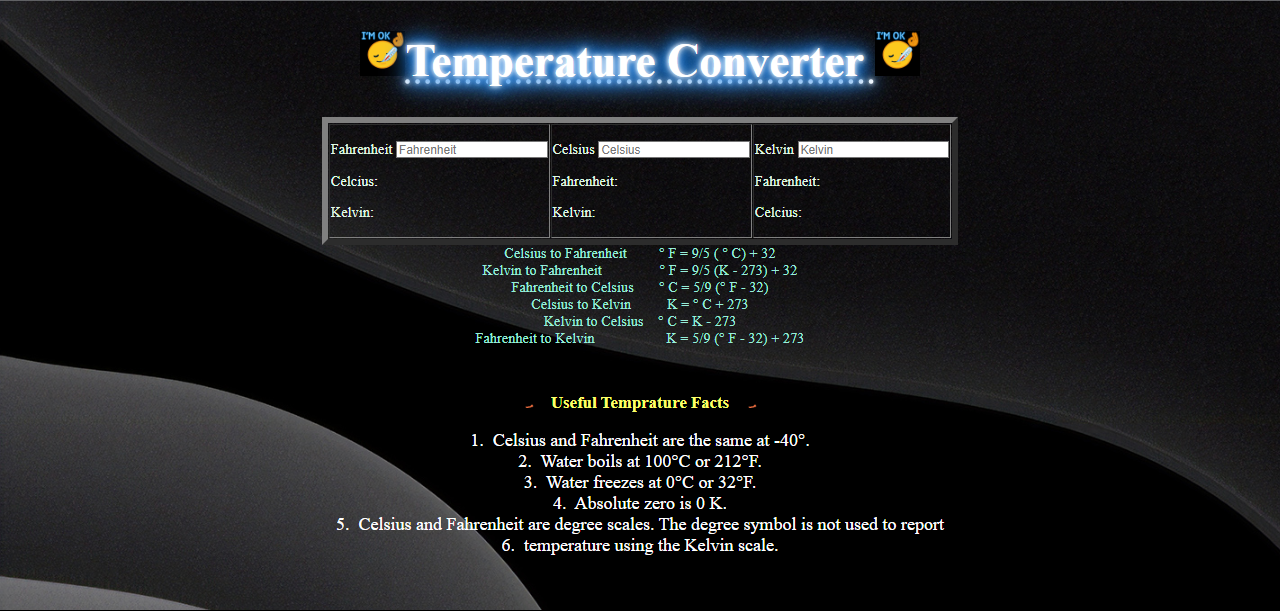 I'M OK Temperature Converter I'M OK
Fahrenheit Fahrenheit Celsius Celsius Kelvin Kelvin
Celcius: Fahrenheit: Fahrenheit:
Kelvin: Kelvin: Celcius:
Celsius to Fahrenheit ° F = 9/5 ( ° C) + 32
Kelvin to Fahrenheit ° F = 9/5 (K - 273) + 32
Fahrenheit to Celsius ° C = 5/9 (° F - 32)
Celsius to Kelvin K = ° C + 273
Kelvin to Celsius ° C = K - 273
Fahrenheit to Kelvin K = 5/9 (° F - 32) + 273
Useful Temprature Facts
1. Celsius and Fahrenheit are the same at -40°.
2. Water boils at 100°C or 212°F.
3. Water freezes at 0°C or 32°F.
4. Absolute zero is 0 K.
5. Celsius and Fahrenheit are degree scales. The degree symbol is not used to report
6. temperature using the Kelvin scale.